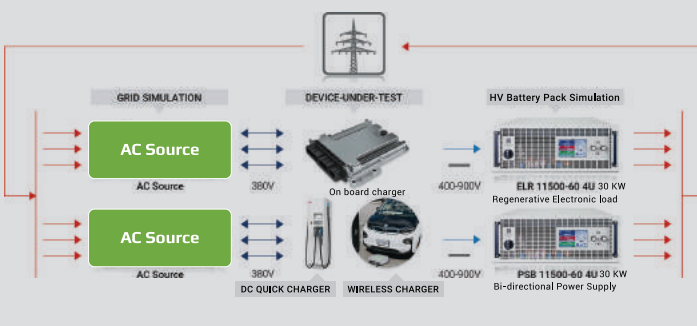 GRID SIMULATION
DEVICE-UNDER-TEST
HV Battery Pack Simulation
AC Source
AC Source
380V
On board charger
400-900V
ELR 11500-60 4U 30 KW
Regenerative Electronic load
AC Source
AC Source
380V
400-900V
PSB 11500-60 4U 30 KW
Bi-directional Power Supply
DC QUICK CHARGER
WIRELESS CHARGER